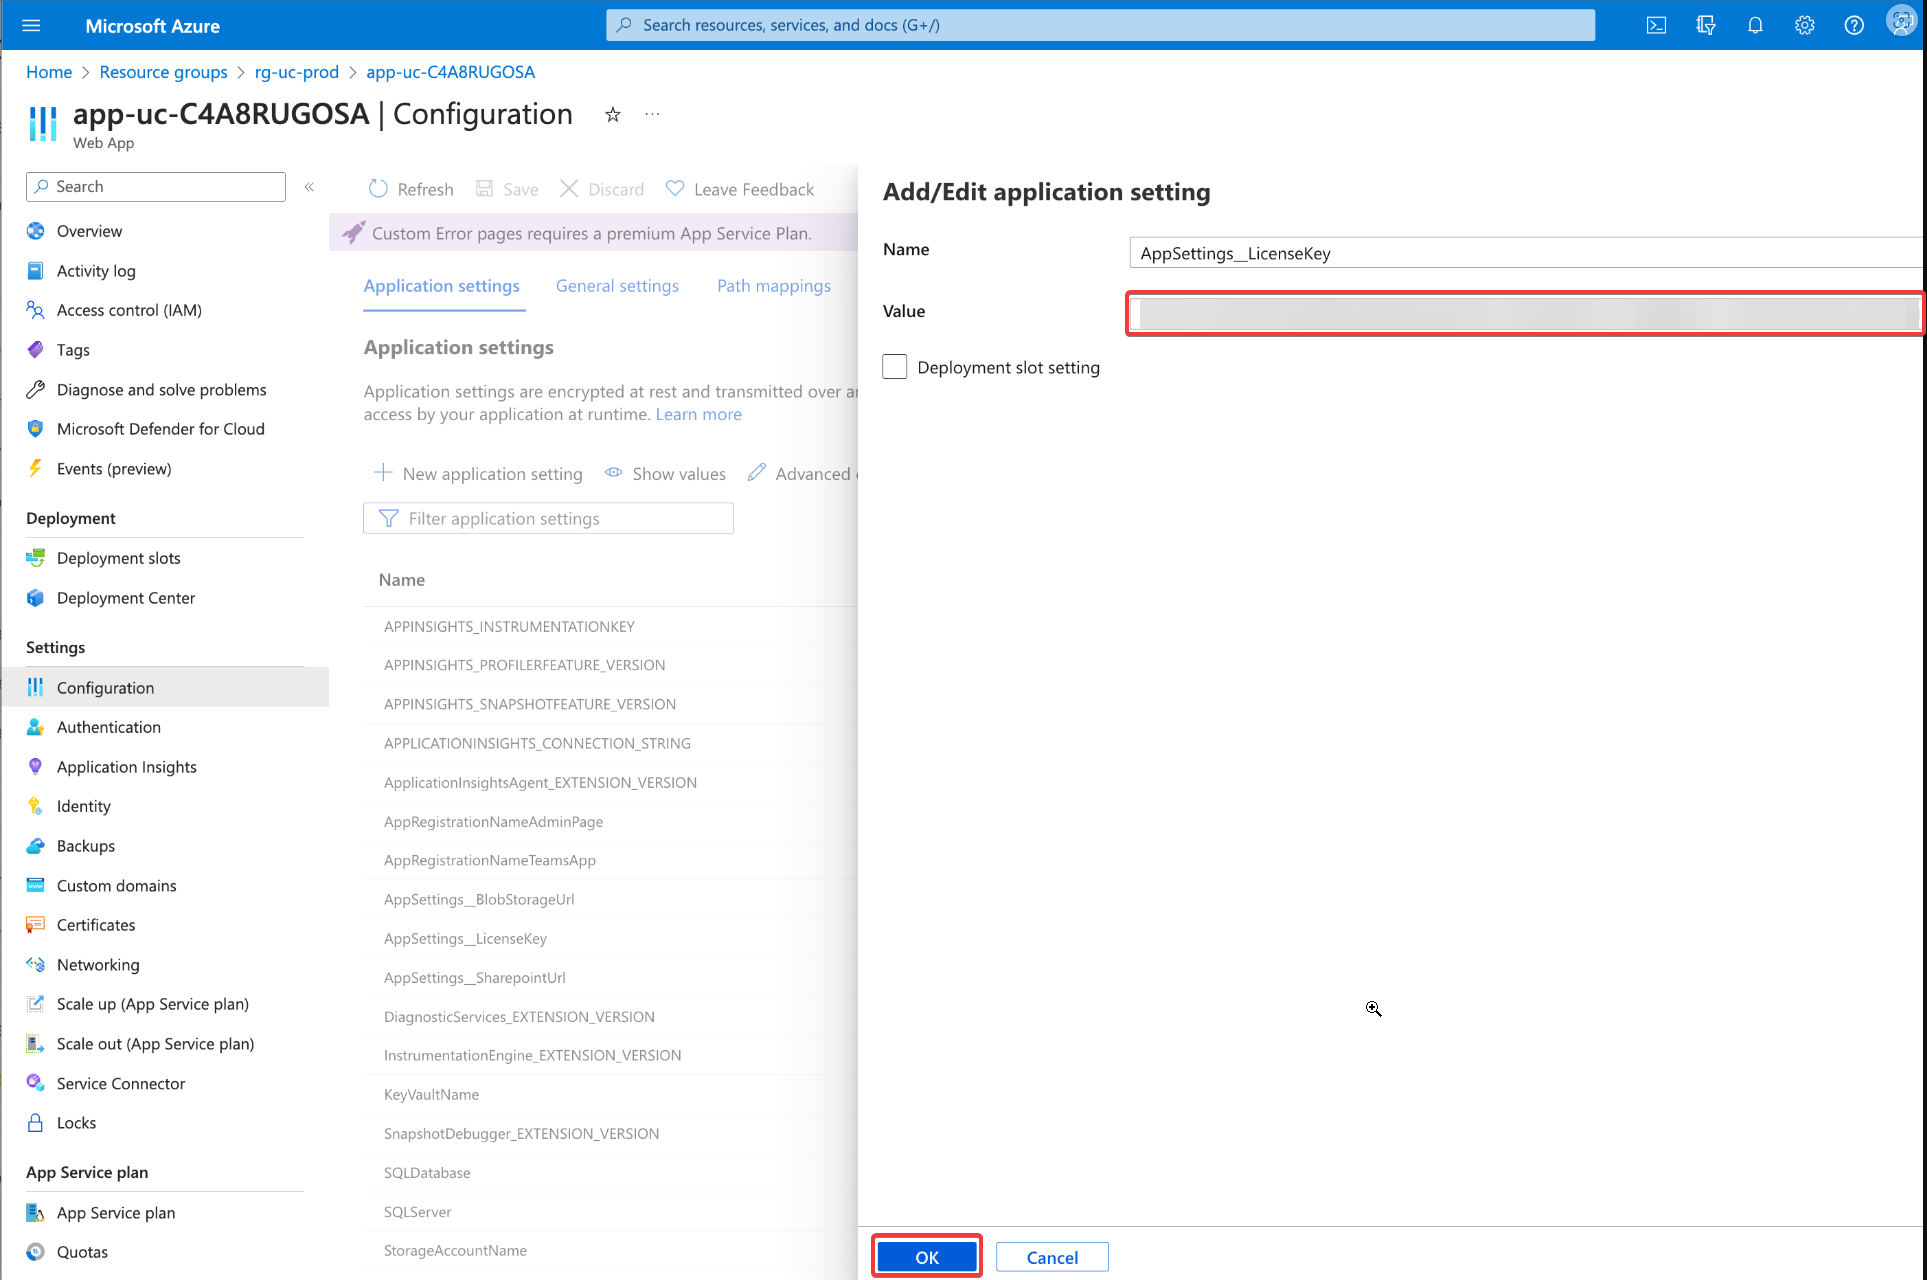 Microsoft Azure
Search resources, services, and docs (G+/)
Home > Resource groups > rg-uc-prod > app-uc-C4A8RUGOSA
app-uc-C4A8RUGOSA | Configuration
Web App
Search
Overview
Activity log
Access control (IAM)
Tags
Diagnose and solve problems
Microsoft Defender for Cloud
Events (preview)
Deployment
Deployment slots
Deployment Center
Settings
Configuration
Authentication
Application Insights
Identity
Backups
Custom domains
Certificates
Networking
Scale up (App Service plan)
Scale out (App Service plan)
Service Connector
Locks
App Service plan
App Service plan
Quotas
Refresh Save Discard Leave Feedback
Custom Error pages requires a premium App Service Plan.
Application settings General settings Path mappings
Application settings
Application settings are encrypted at rest and transmitted over
access by your application at runtime. Learn more
New application setting Show values Advanced
Filter application settings
Name
APPINSIGHTS_INSTRUMENTATIONKEY
APPINSIGHTS_PROFILERFEATURE_VERSION
APPINSIGHTS_SNAPSHOTFEATURE_VERSION
APPLICATIONINSIGHTS_CONNECTION_STRING
ApplicationInsightsAgent_EXTENSION_VERSION
AppRegistrationNameAdminPage
AppRegistrationNameTeamsApp
AppSettings__BlobStorageUrl
AppSettings__LicenseKey
AppSettings__SharepointUrl
DiagnosticServices_EXTENSION_VERSION
InstrumentationEngine_EXTENSION_VERSION
KeyVaultName
SnapshotDebugger_EXTENSION_VERSION
SQLDatabase
SQLServer
StorageAccountName
Add/Edit application setting
Name AppSettings__LicenseKey
Value
Deployment slot setting
OK Cancel